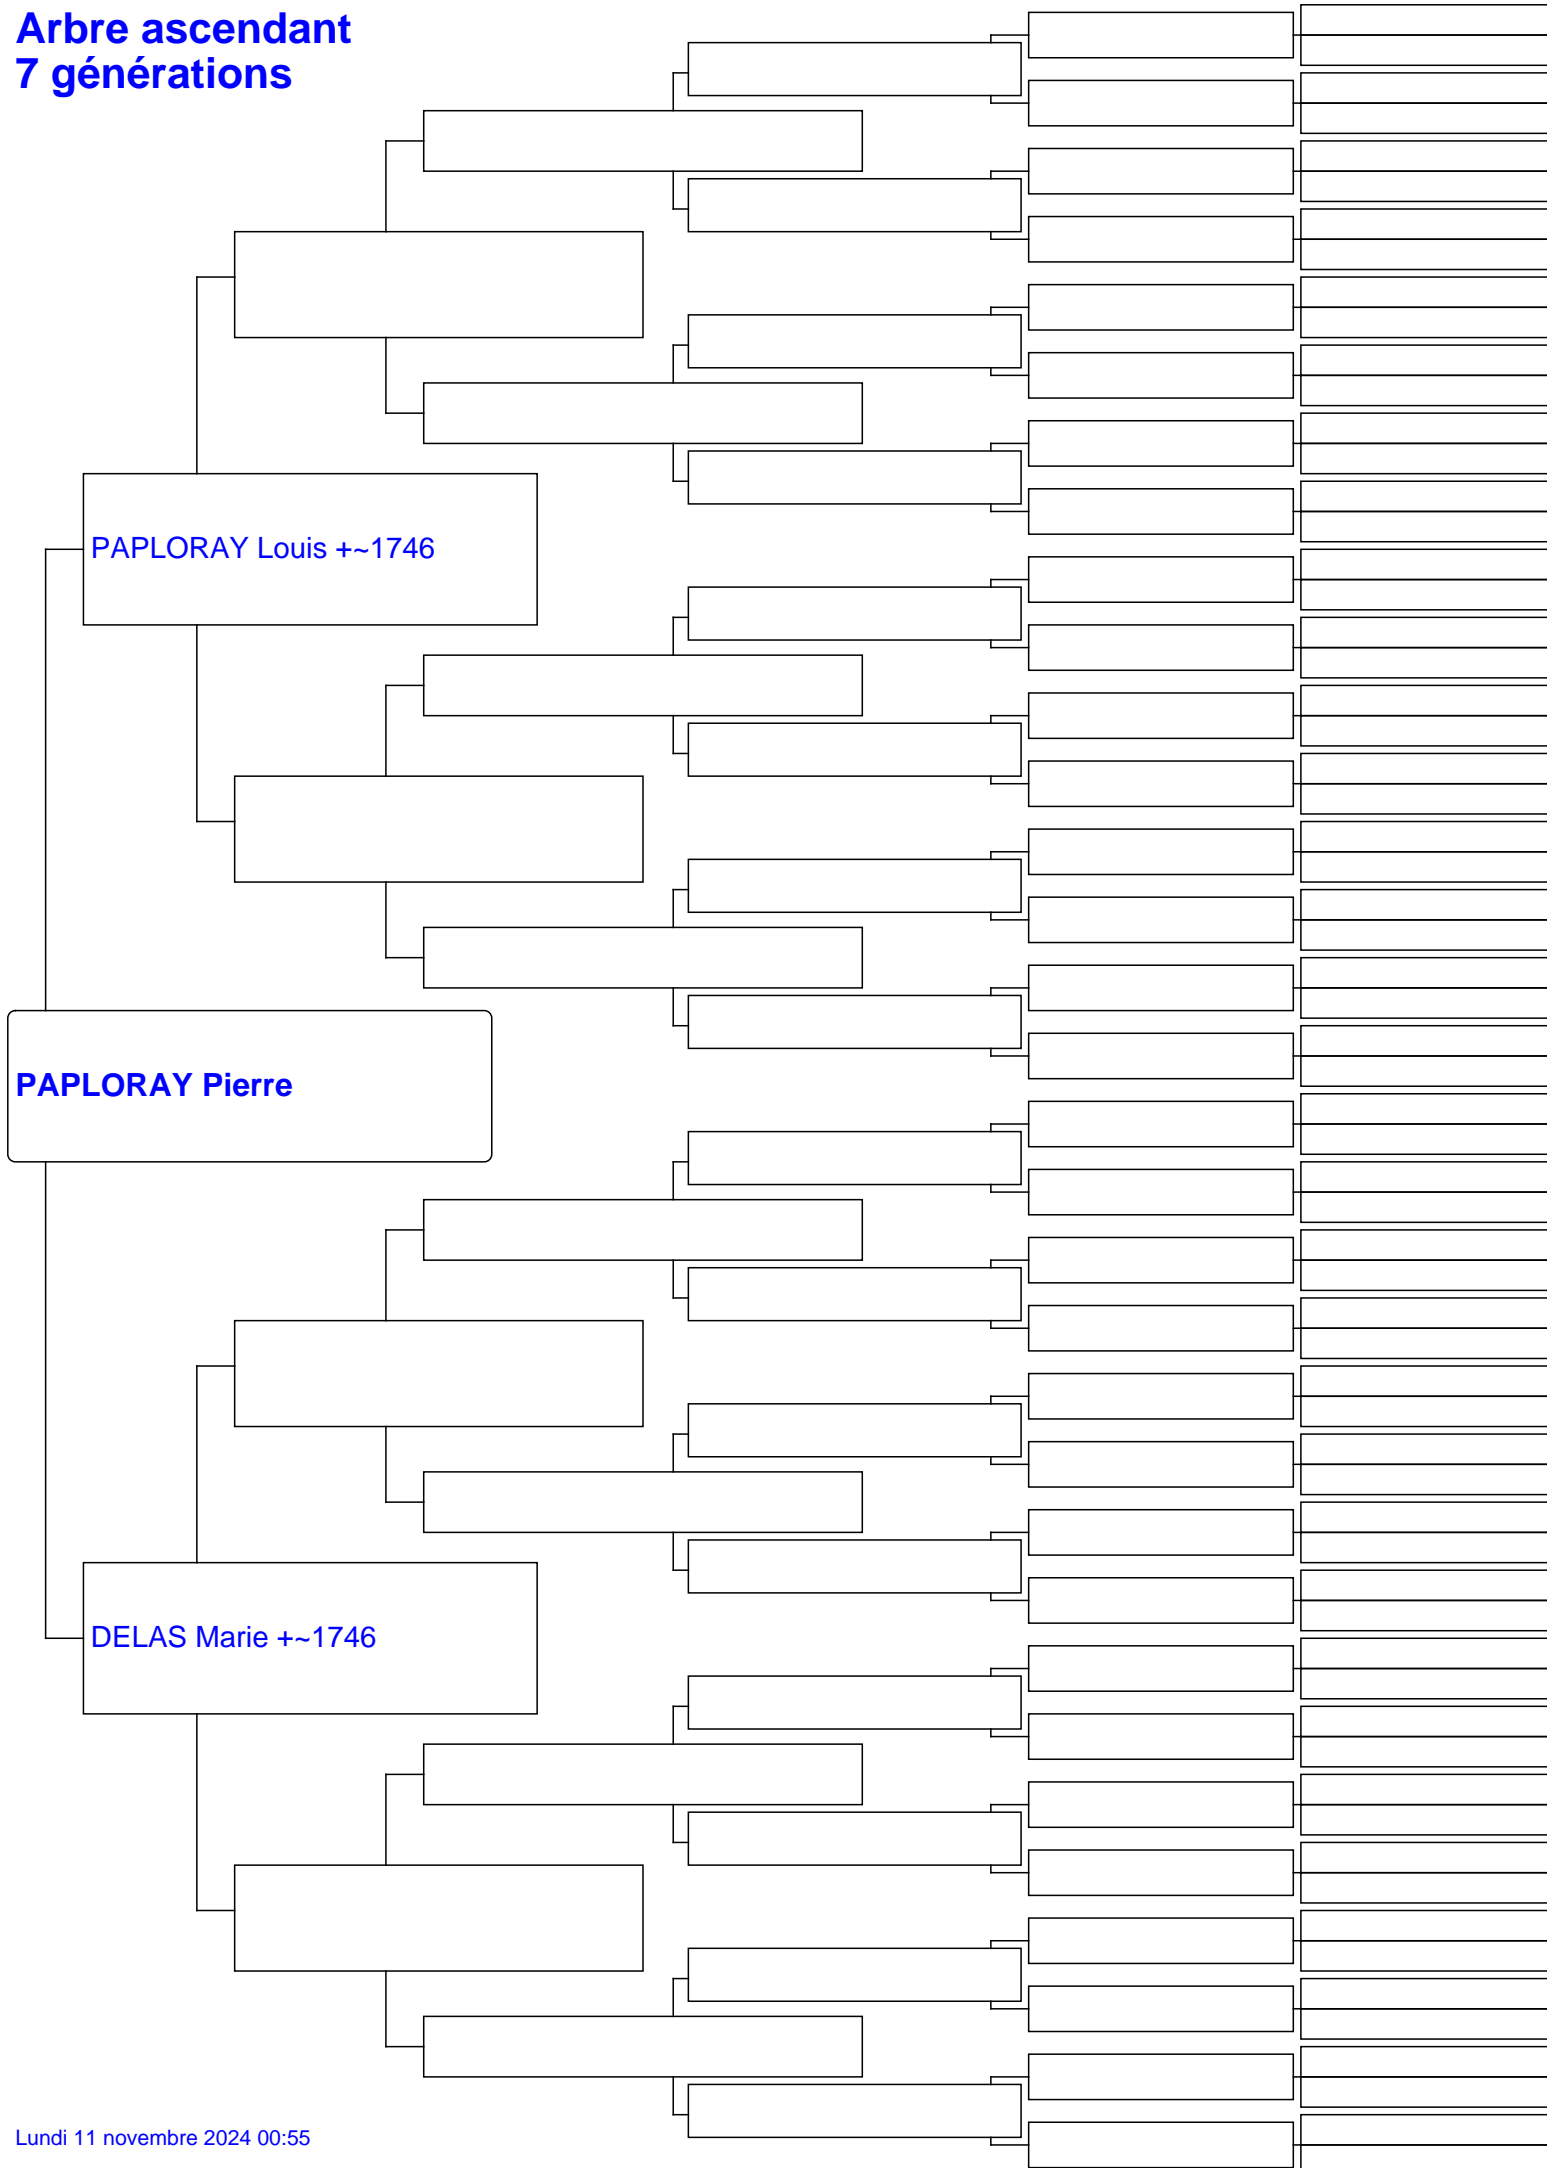 Arbre ascendant
7 générations
PAPLORAY Louis +~1746
PAPLORAY Pierre
DELAS Marie +~1746
Lundi 11 novembre 2024 00:55